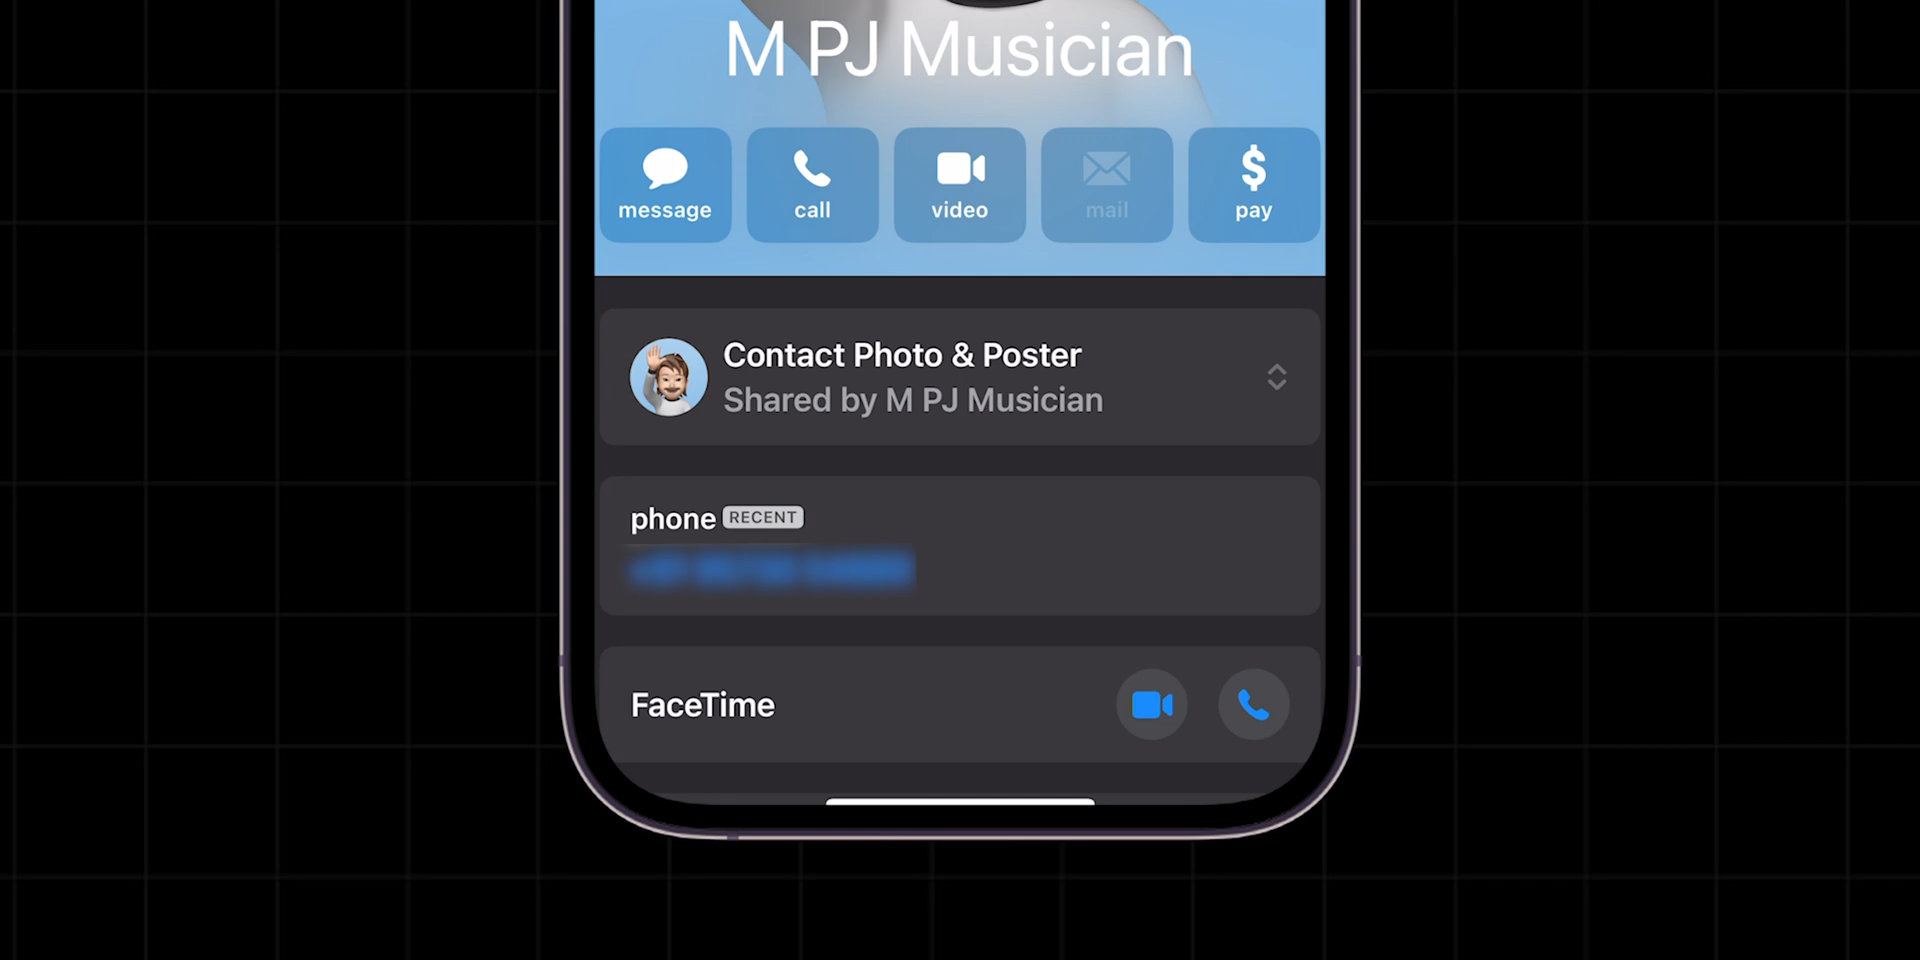 M PJ Musician
message call video mail pay
Contact Photo & Poster
Shared by M PJ Musician
phone RECENT
FaceTime